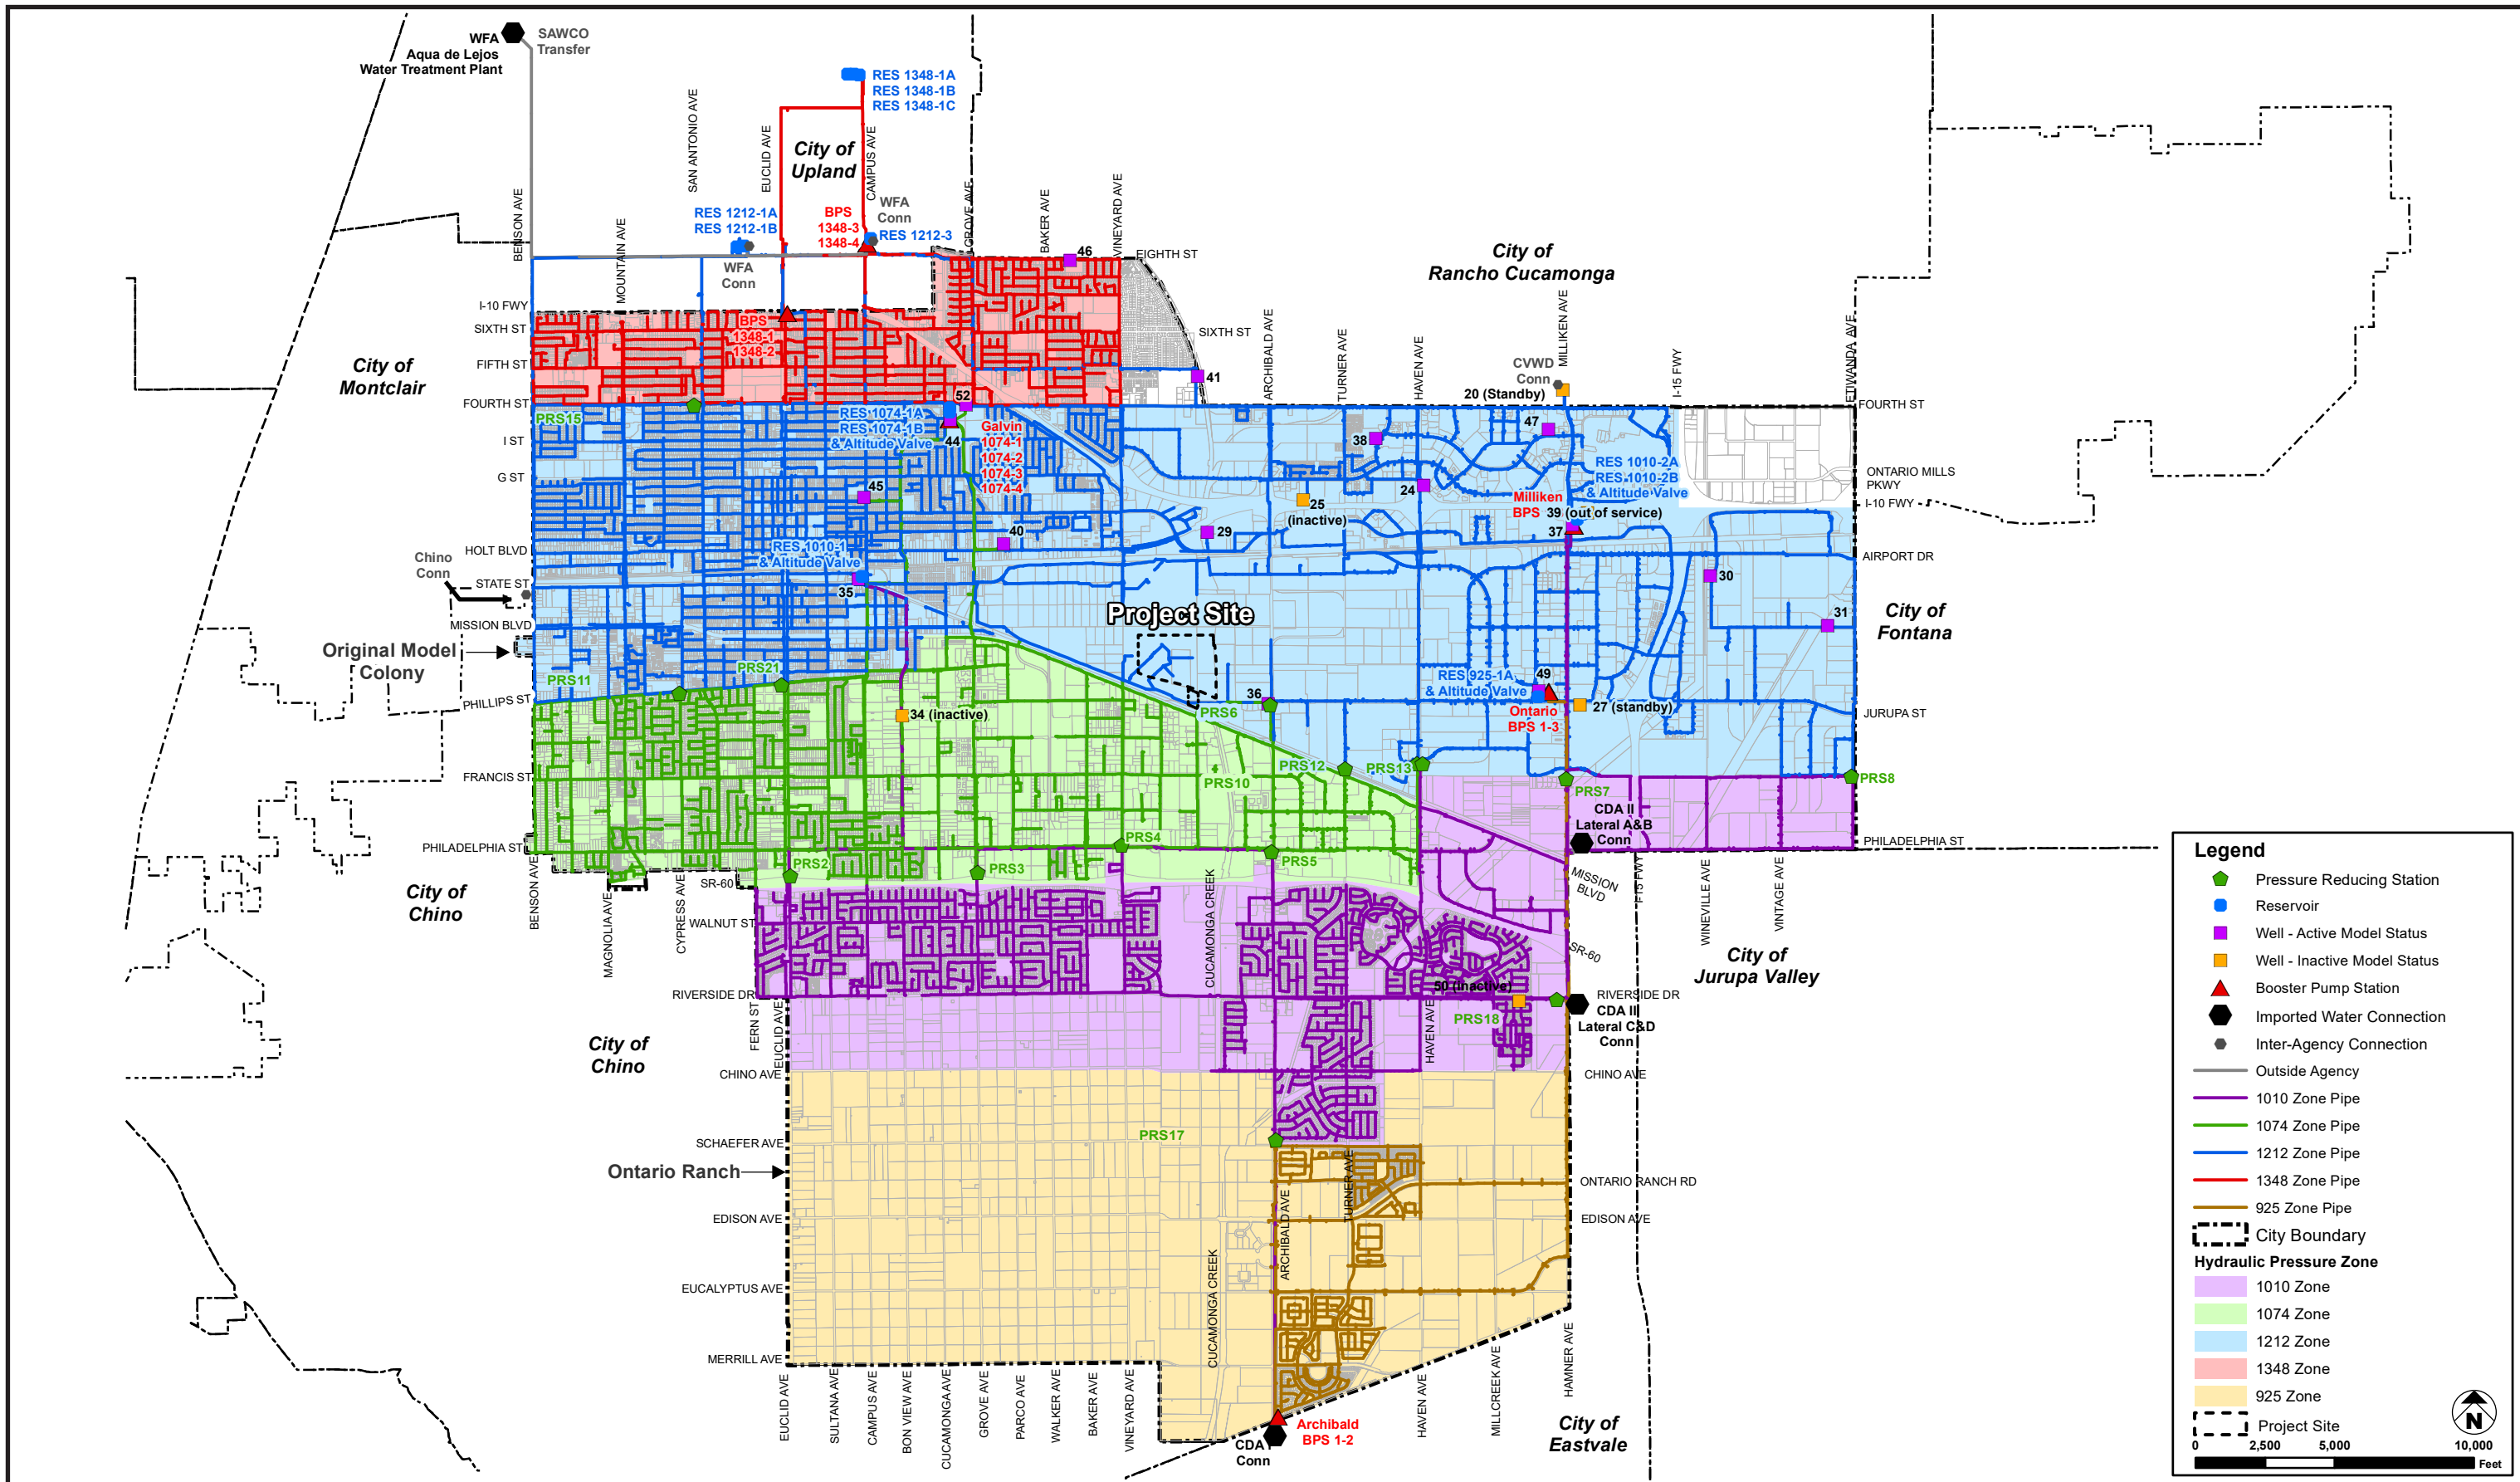 WFA
Aqua de Lejos
Water Treatment Plant
SAWCO
Transfer
RES 1348-1A
RES 1348-1B
RES 1348-1C
City of
Upland
SAN ANTONIO AVE
EUCLID AVE
CAMPUS AVE
BENSON AVE
MOUNTAIN AVE
GROVE AVE
BAKER AVE
VINEYARD AVE
RES 1212-1A
RES 1212-1B
BPS
1348-3
1348-4
WFA
Conn
RES 1212-3
WFA
Conn
46
EIGHTH ST
City of
Rancho Cucamonga
I-10 FWY
SIXTH ST
FIFTH ST
FOURTH ST
BPS
1348-1
1348-2
SIXTH ST
ARCHIBALD AVE
TURNER AVE
HAVEN AVE
MILLIKEN AVE
I-15 FWY
ETIWANDA AVE
City of
Montclair
CVWD
Conn
20 (Standby)
41
52
FOURTH ST
PRS15
RES 1074-1A
RES 1074-1B
& Altitude Valve
44
Galvin
1074-1
1074-2
1074-3
1074-4
I ST
G ST
38
47
RES 1010-2A
RES 1010-2B
& Altitude Valve
ONTARIO MILLS
PKWY
I-10 FWY
45
24
25
(inactive)
Milliken
BPS
39 (out of service)
37
40
29
HOLT BLVD
RES 1010-1
& Altitude Valve
AIRPORT DR
Chino
Conn
STATE ST
35
30
31
MISSION BLVD
Project Site
City of
Fontana
Original Model
Colony
PRS11
PRS21
PHILLIPS ST
RES 925-1A
& Altitude Valve
49
36
PRS6
34 (inactive)
Ontario
BPS 1-3
27 (standby)
JURUPA ST
FRANCIS ST
PRS12
PRS13
PRS10
PRS7
PRS8
CDA II
Lateral A&B
Conn
PHILADELPHIA ST
PRS4
PRS5
PRS2
PRS3
PHILADELPHIA ST
SR-60
MISSION
BLVD
I-15 FWY
WINEVILLE AVE
VINTAGE AVE
City of
Chino
BENSON AVE
MAGNOLIA AVE
CYPRESS AVE
WALNUT ST
CUCAMONGA CREEK
SR-60
City of
Jurupa Valley
RIVERSIDE DR
50 (inactive)
PRS18
RIVERSIDE DR
CDA II
Lateral C&D
Conn
FERN ST
EUCLID AVE
HAVEN AVE
City of
Chino
CHINO AVE
CHINO AVE
SCHAEFER AVE
PRS17
Ontario Ranch
TURNER AVE
ARCHIBALD AVE
ONTARIO RANCH RD
EDISON AVE
EDISON AVE
CUCAMONGA CREEK
EUCALYPTUS AVE
MERRILL AVE
EUCLID AVE
SULTANA AVE
CAMPUS AVE
BON VIEW AVE
CUCAMONGA AVE
GROVE AVE
PARCO AVE
WALKER AVE
BAKER AVE
VINEYARD AVE
HAVEN AVE
MILLCREEK AVE
HAMNER AVE
CDA I
Conn
Archibald
BPS 1-2
City of
Eastvale
Legend
Pressure Reducing Station
Reservoir
Well - Active Model Status
Well - Inactive Model Status
Booster Pump Station
Imported Water Connection
Inter-Agency Connection
Outside Agency
1010 Zone Pipe
1074 Zone Pipe
1212 Zone Pipe
1348 Zone Pipe
925 Zone Pipe
City Boundary
Hydraulic Pressure Zone
1010 Zone
1074 Zone
1212 Zone
1348 Zone
925 Zone
Project Site
N
0 2,500 5,000 10,000
Feet